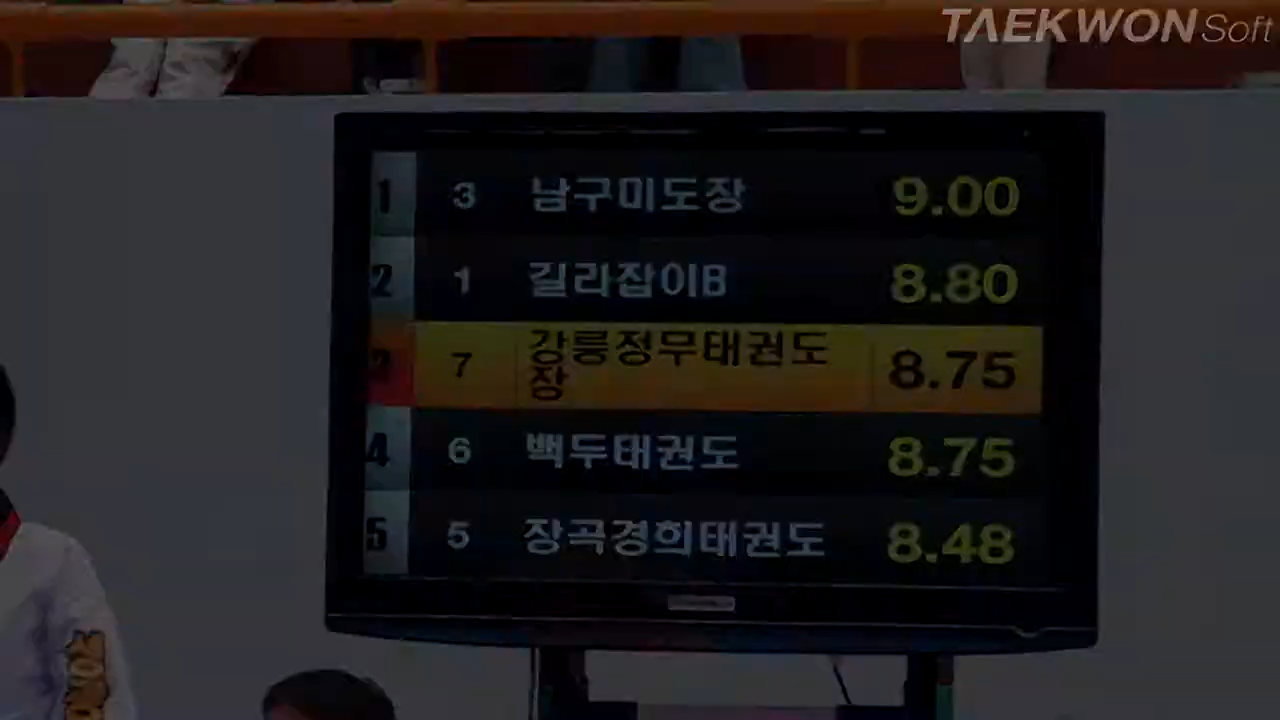 TAEKWON Soft
1 3 남구미도장 9.00
2 1 길라잡이B 8.80
3 7 강릉정무태권도
장 8.75
4 6 백두태권도 8.75
5 5 장곡경희태권도 8.48